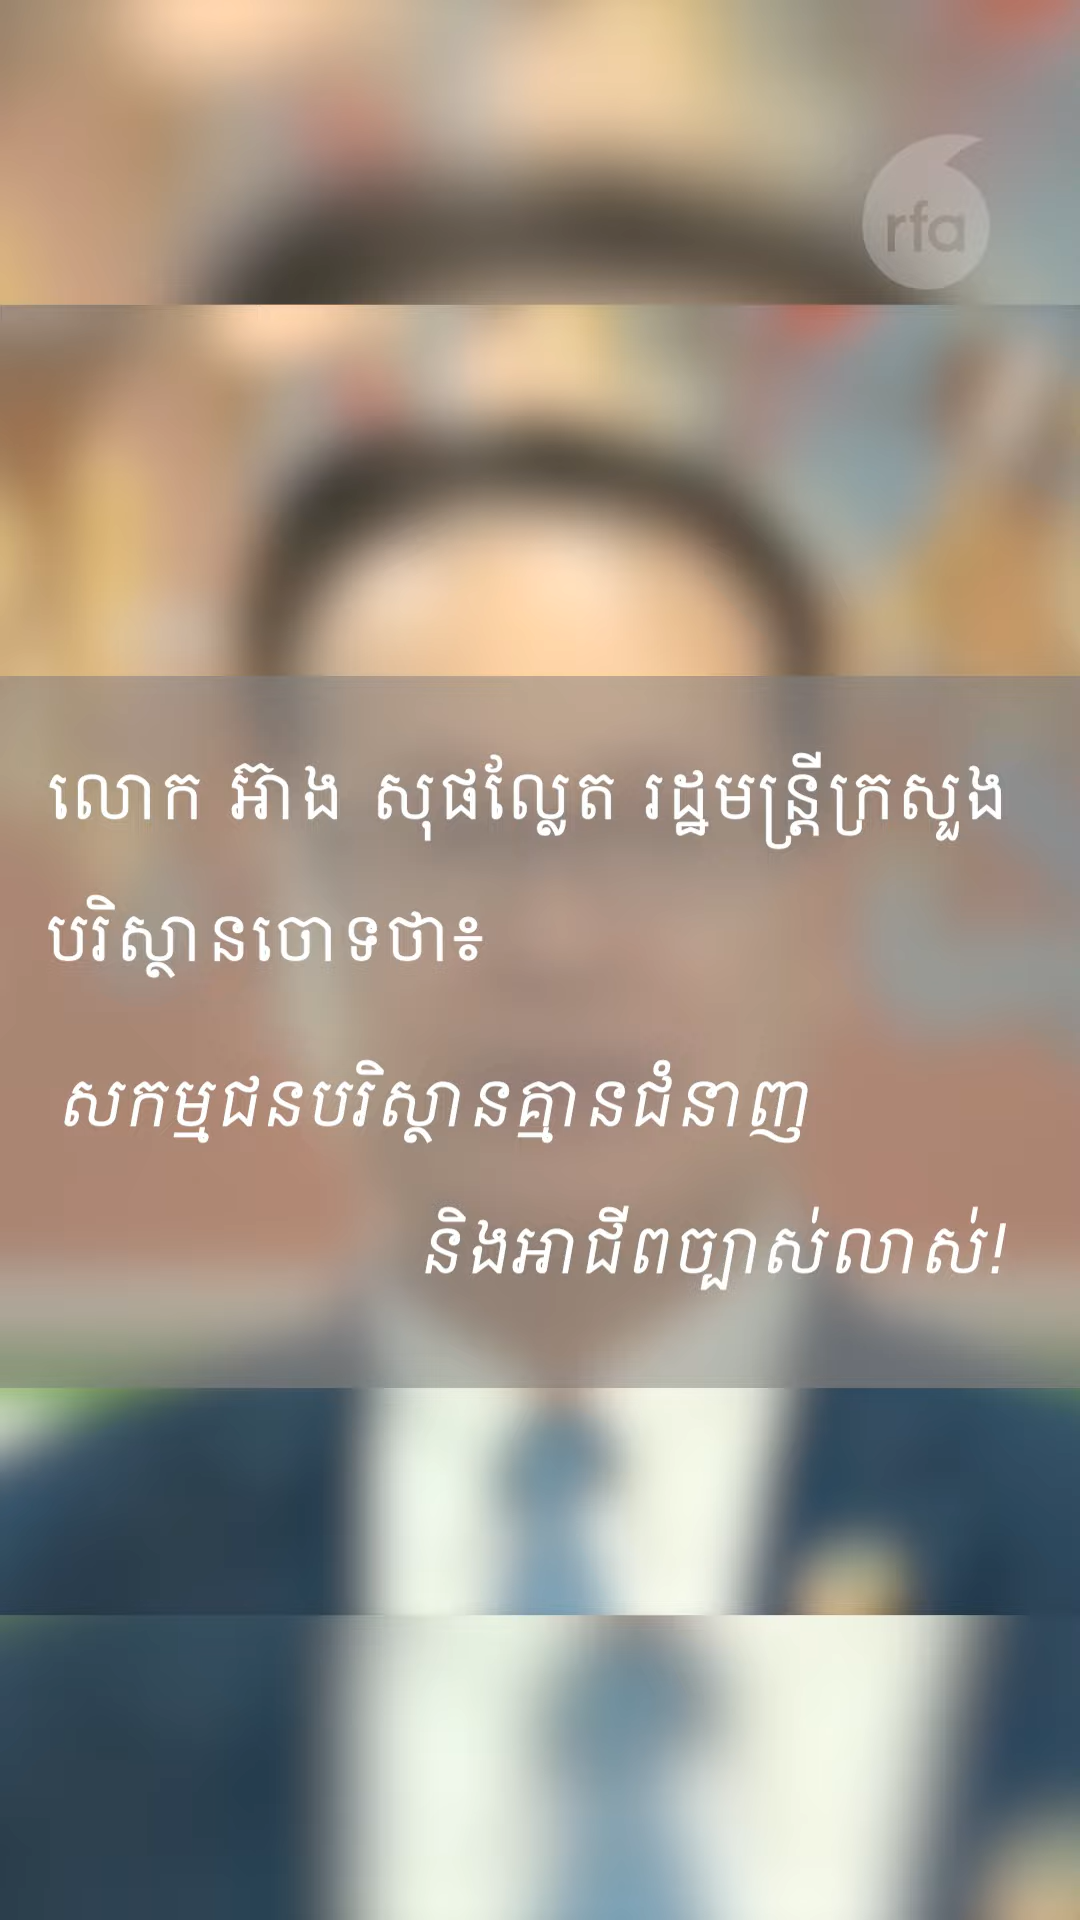 rfa
លោក អ៊ាង សុផល្លែត រដ្ឋមន្ត្រីក្រសួង
បរិស្ថានចោទថា៖
សកម្មជនបរិស្ថានគ្មានជំនាញ
និងអាជីពច្បាស់លាស់!